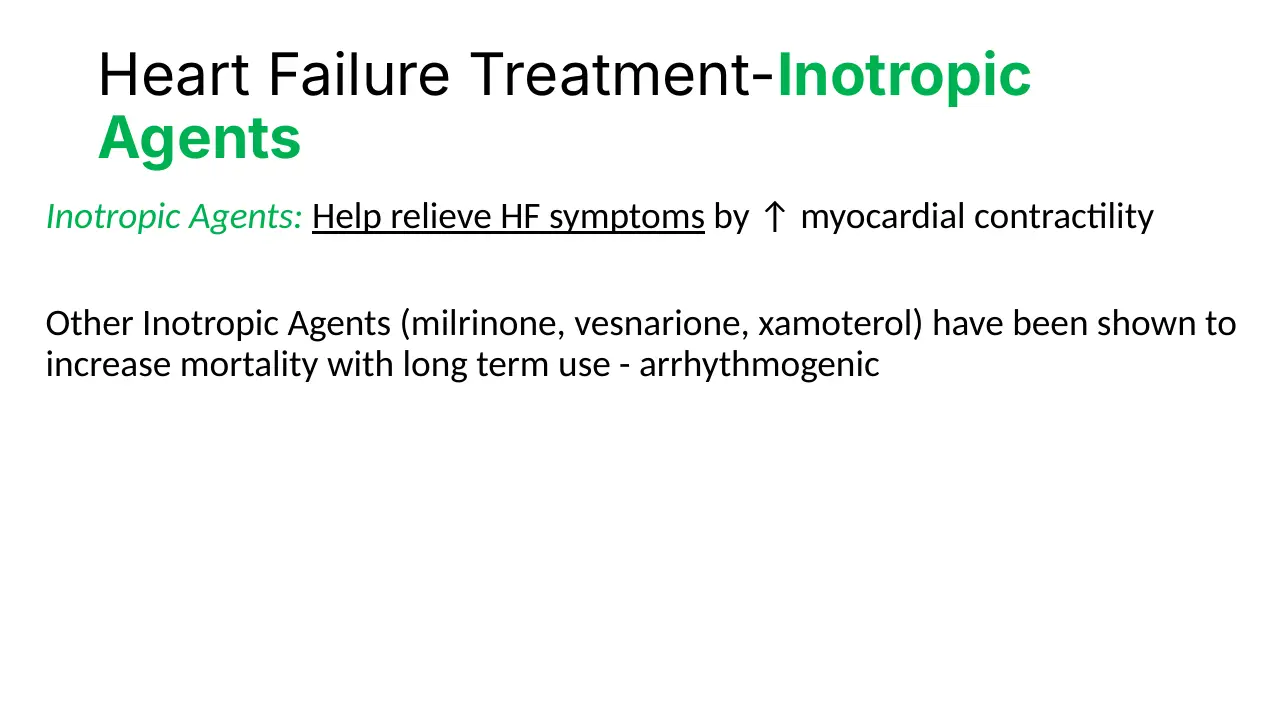 Heart Failure Treatment-Inotropic
Agents
Inotropic Agents: Help relieve HF symptoms by ↑ myocardial contractility
Other Inotropic Agents (milrinone, vesnarione, xamoterol) have been shown to
increase mortality with long term use - arrhythmogenic